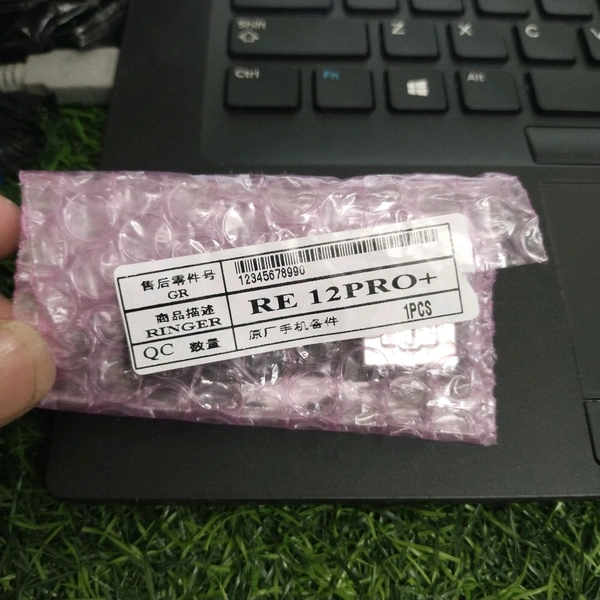 Shift
Z
X
C
Ctrl
Fn
Alt
售后零件号
GR
12345678990
商品描述
RINGER
RE 12PRO+
QC 数量
原厂手机备件
1PCS